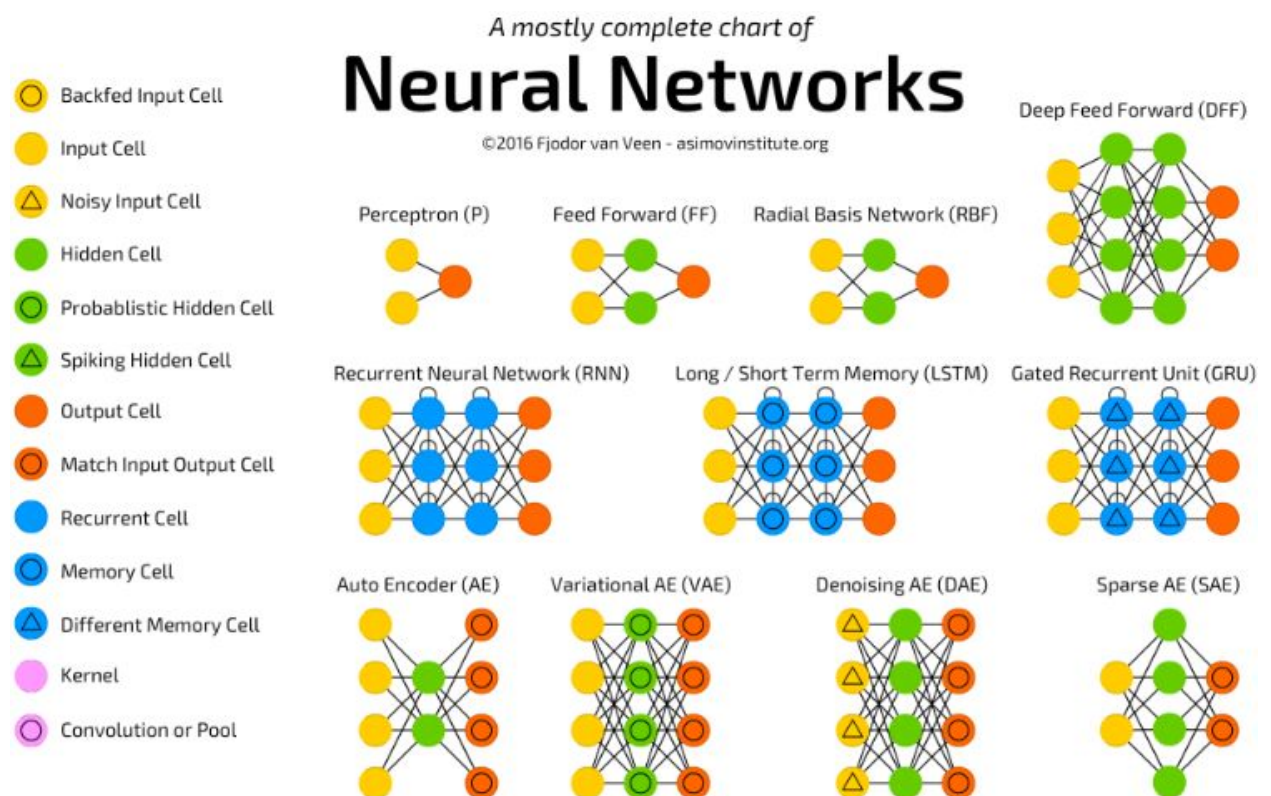 A mostly complete chart of
Neural Networks
©2016 Fjodor van Veen - asimovinstitute.org
Backfed Input Cell
Input Cell
Noisy Input Cell
Hidden Cell
Probablistic Hidden Cell
Spiking Hidden Cell
Output Cell
Match Input Output Cell
Recurrent Cell
Memory Cell
Different Memory Cell
Kernel
Convolution or Pool
Deep Feed Forward (DFF)
Perceptron (P)
Feed Forward (FF)
Radial Basis Network (RBF)
Recurrent Neural Network (RNN)
Long / Short Term Memory (LSTM)
Gated Recurrent Unit (GRU)
Auto Encoder (AE)
Variational AE (VAE)
Denoising AE (DAE)
Sparse AE (SAE)